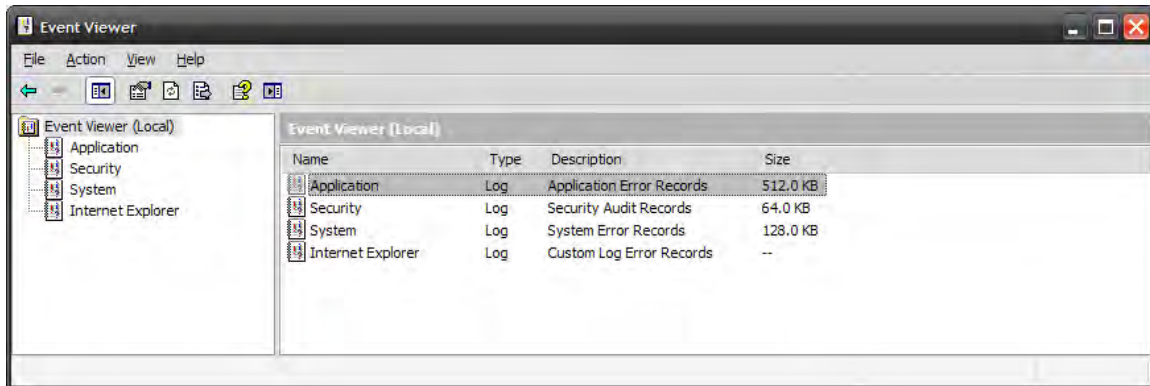 Event Viewer
File Action View Help
Event Viewer (Local)
Application
Security
System
Internet Explorer
Event Viewer (Local)
Name Type Description Size
Application Log Application Error Records 512.0 KB
Security Log Security Audit Records 64.0 KB
System Log System Error Records 128.0 KB
Internet Explorer Log Custom Log Error Records --